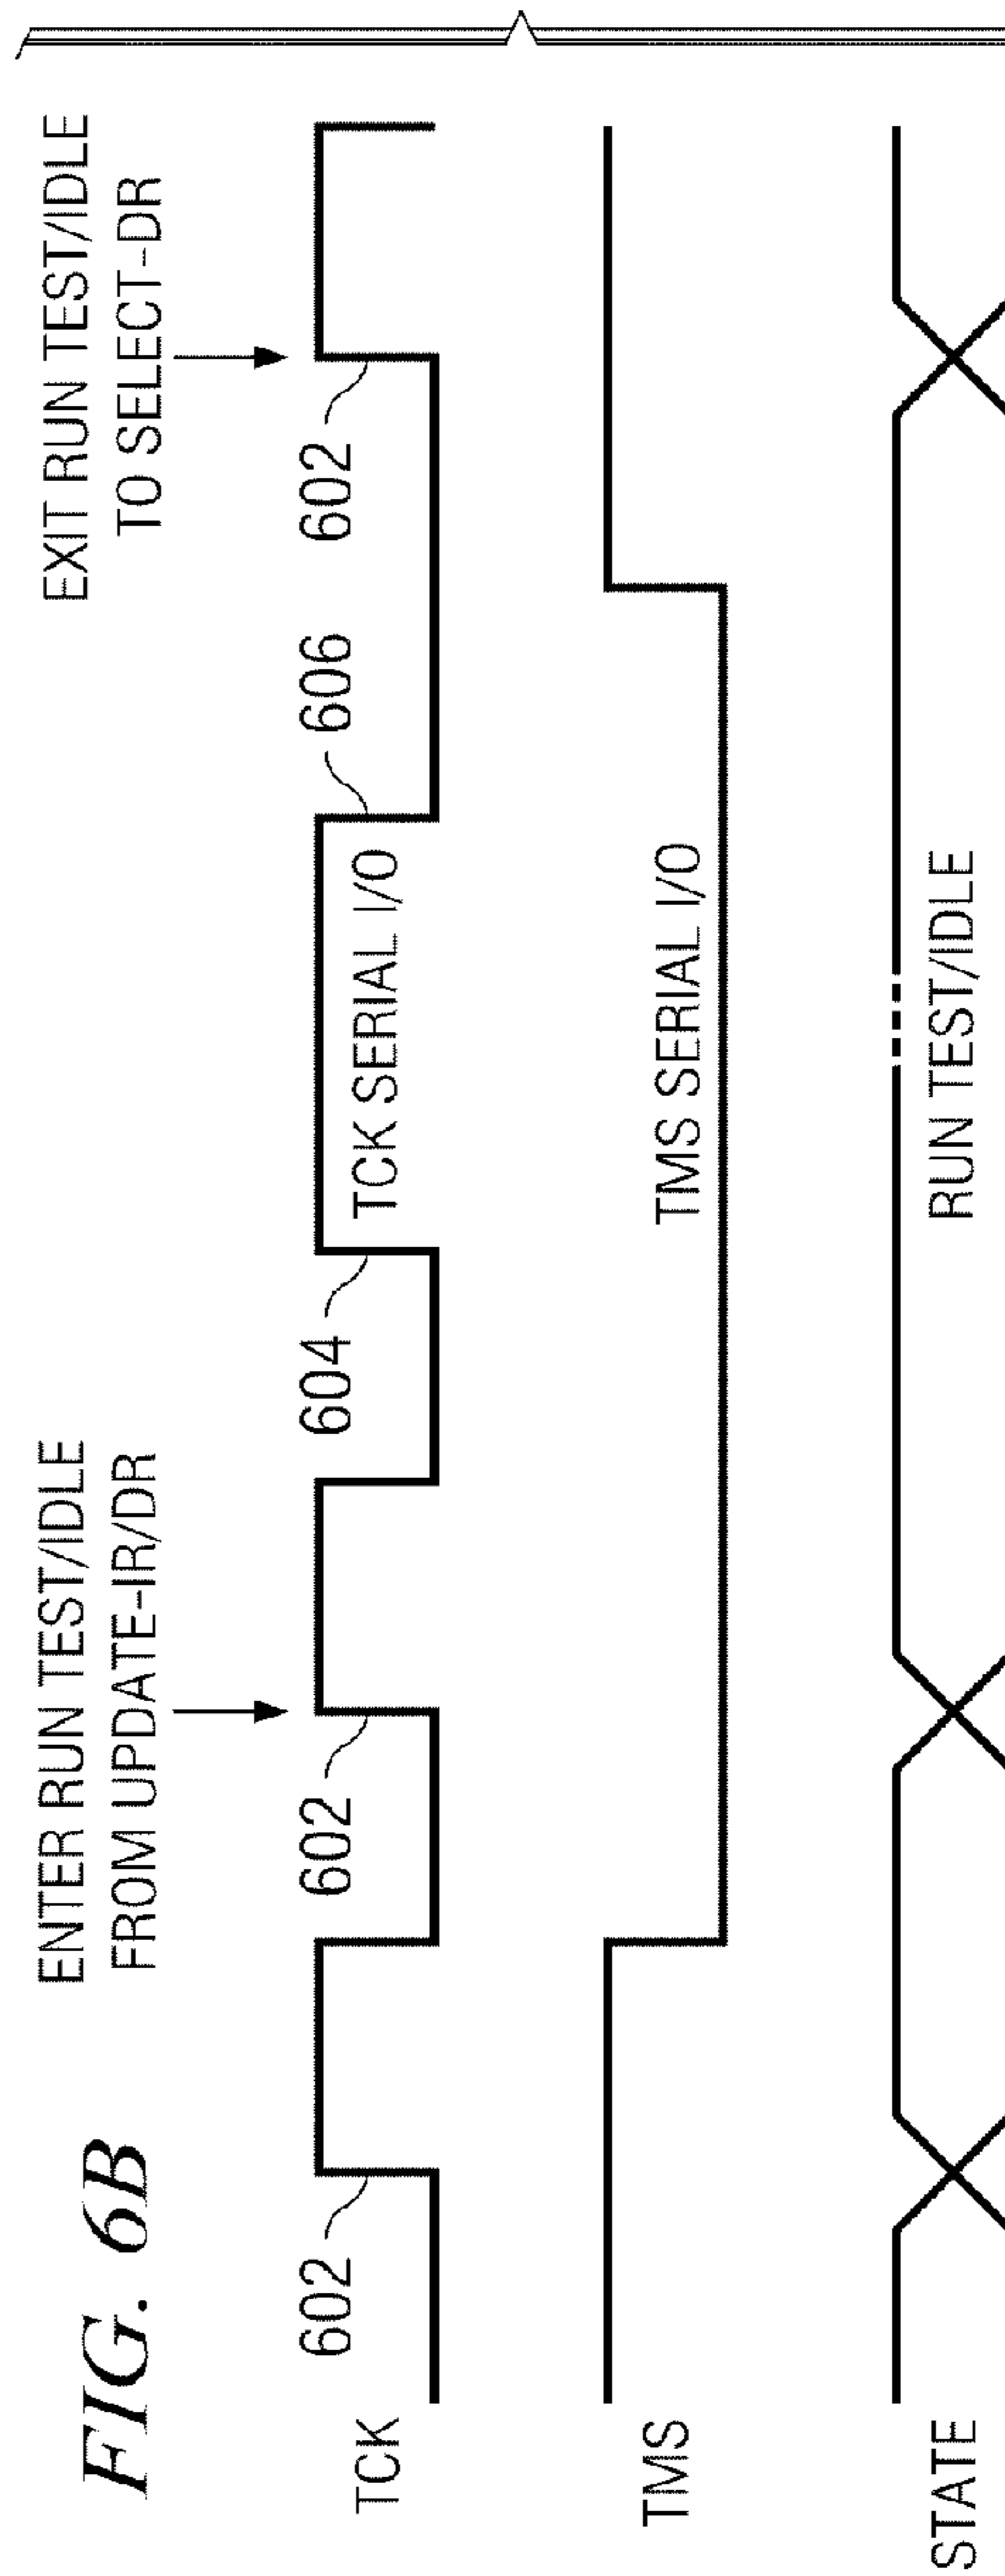 FIG. 6B
ENTER RUN TEST/IDLE
FROM UPDATE-IR/DR
EXIT RUN TEST/IDLE
TO SELECT-DR
602
602
604
606
602
TCK
TCK SERIAL I/O
TMS
TMS SERIAL I/O
STATE
RUN TEST/IDLE